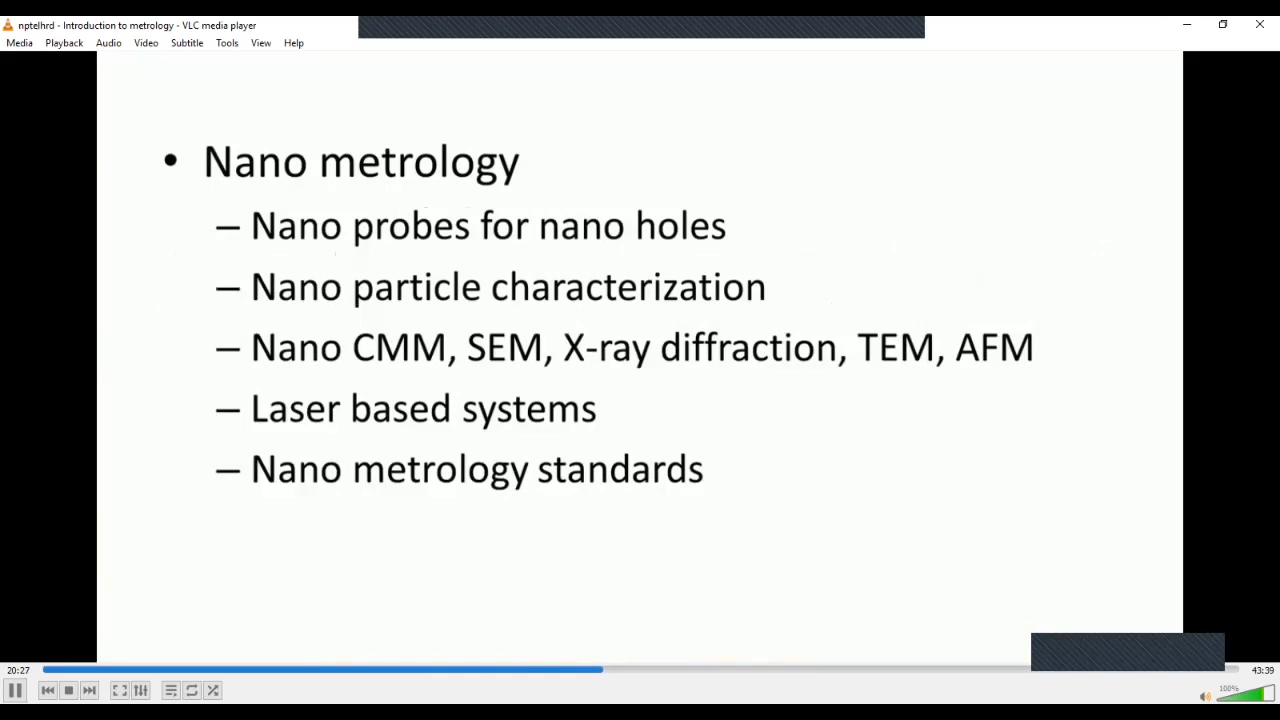 nptelhrd - Introduction to metrology - VLC media player
Media Playback Audio Video Subtitle Tools View Help
• Nano metrology
– Nano probes for nano holes
– Nano particle characterization
– Nano CMM, SEM, X-ray diffraction, TEM, AFM
– Laser based systems
– Nano metrology standards
20:27 43:39
100%